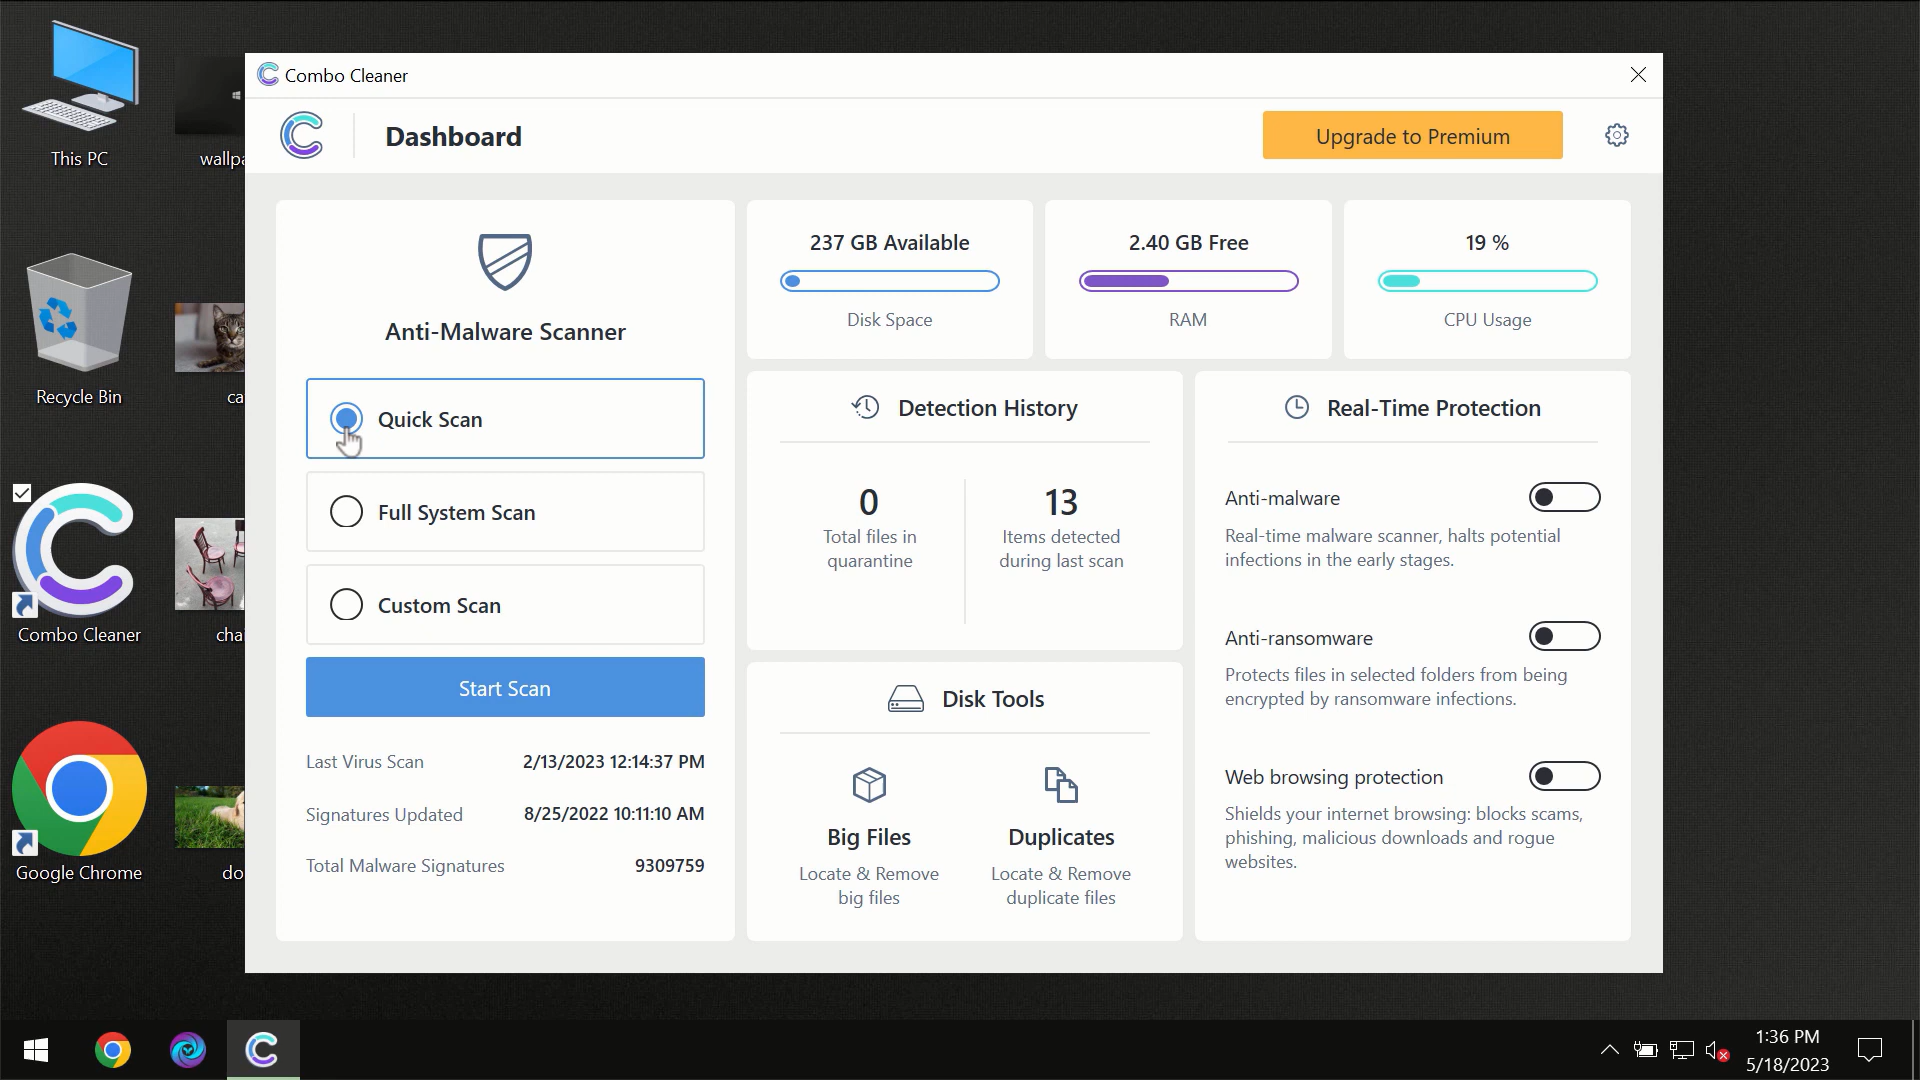 This PC
wallpa
Recycle Bin
ca
Combo Cleaner
chai
Google Chrome
do
Combo Cleaner
Dashboard
Upgrade to Premium
Anti-Malware Scanner
Quick Scan
Full System Scan
Custom Scan
Start Scan
Last Virus Scan 2/13/2023 12:14:37 PM
Signatures Updated 8/25/2022 10:11:10 AM
Total Malware Signatures 9309759
237 GB Available
Disk Space
2.40 GB Free
RAM
19 %
CPU Usage
Detection History
0
Total files in
quarantine
13
Items detected
during last scan
Disk Tools
Big Files
Locate & Remove
big files
Duplicates
Locate & Remove
duplicate files
Real-Time Protection
Anti-malware
Real-time malware scanner, halts potential
infections in the early stages.
Anti-ransomware
Protects files in selected folders from being
encrypted by ransomware infections.
Web browsing protection
Shields your internet browsing: blocks scams,
phishing, malicious downloads and rogue
websites.
1:36 PM
5/18/2023